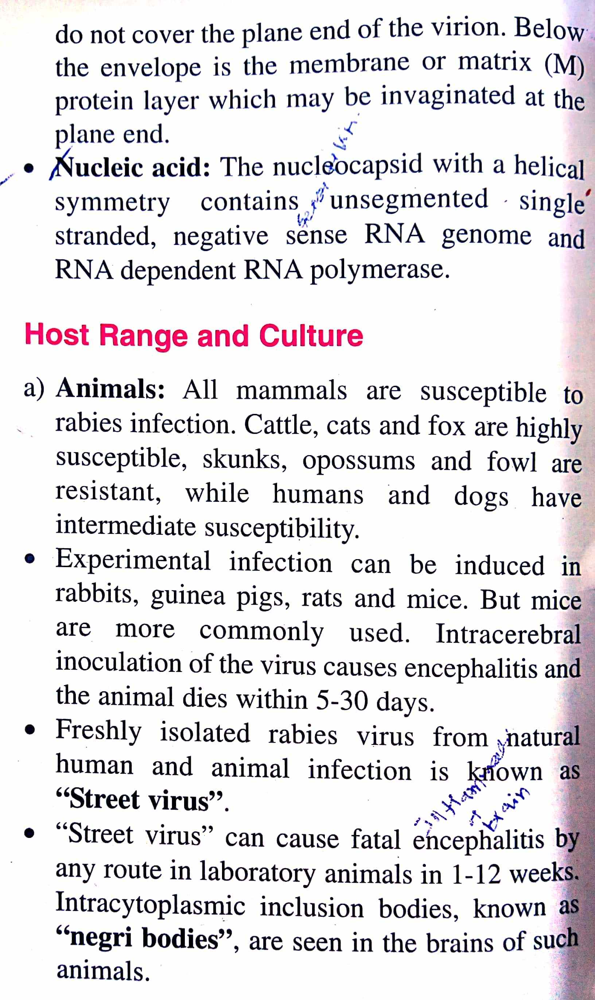 do not cover the plane end of the virion. Below
the envelope is the membrane or matrix (M)
protein layer which may be invaginated at the
plane end.
• Nucleic acid: The nucleocapsid with a helical
symmetry contains unsegmented single
stranded, negative sense RNA genome and
RNA dependent RNA polymerase.
Host Range and Culture
a) Animals: All mammals are susceptible to
rabies infection. Cattle, cats and fox are highly
susceptible, skunks, opossums and fowl are
resistant, while humans and dogs have
intermediate susceptibility.
• Experimental infection can be induced in
rabbits, guinea pigs, rats and mice. But mice
are more commonly used. Intracerebral
inoculation of the virus causes encephalitis and
the animal dies within 5-30 days.
• Freshly isolated rabies virus from natural
human and animal infection is known as
“Street virus”.
brain
• “Street virus” can cause fatal encephalitis by
any route in laboratory animals in 1-12 weeks.
Intracytoplasmic inclusion bodies, known as
“negri bodies”, are seen in the brains of such
animals.